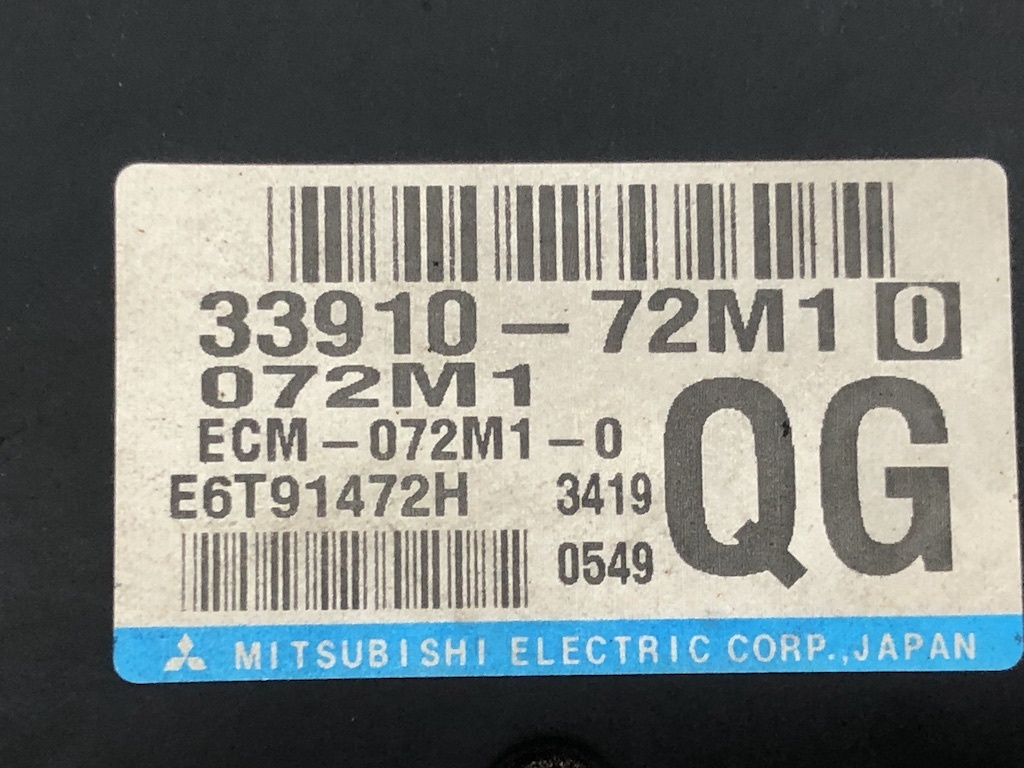 33910-72M1 0
072M1
ECM-072M1-0
E6T91472H 3419
0549
QG
MITSUBISHI ELECTRIC CORP.,JAPAN